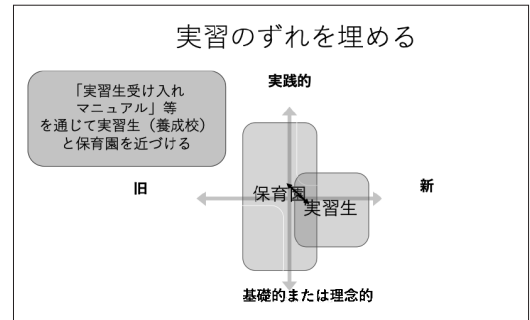 実習のずれを埋める
実践的
「実習生受け入れ
マニュアル」等
を通じて実習生（養成校）
と保育園を近づける
旧
新
保育園
実習生
基礎的または理念的